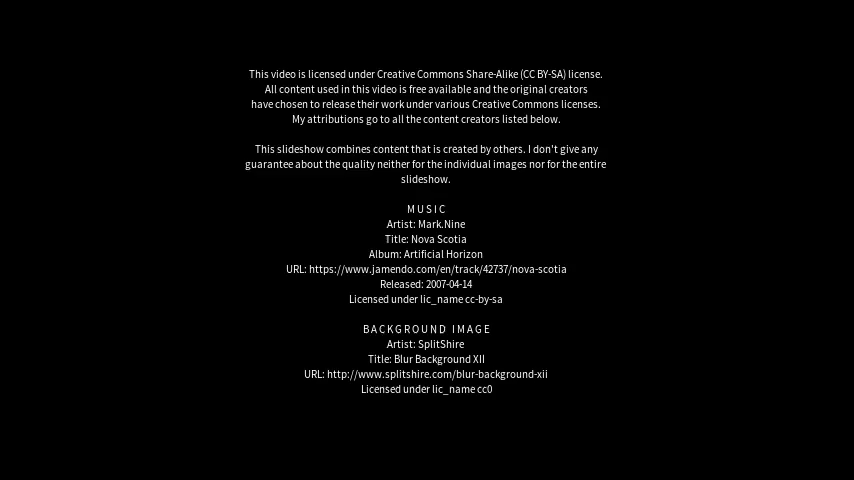 This video is licensed under Creative Commons Share-Alike (CC BY-SA) license.
All content used in this video is free available and the original creators
have chosen to release their work under various Creative Commons licenses.
My attributions go to all the content creators listed below.
This slideshow combines content that is created by others. I don't give any
guarantee about the quality neither for the individual images nor for the entire
slideshow.
MUSIC
Artist: Mark.Nine
Title: Nova Scotia
Album: Artificial Horizon
URL: https://www.jamendo.com/en/track/42737/nova-scotia
Released: 2007-04-14
Licensed under lic_name cc-by-sa
BACKGROUND IMAGE
Artist: SplitShire
Title: Blur Background XII
URL: http://www.splitshire.com/blur-background-xii
Licensed under lic_name cc0